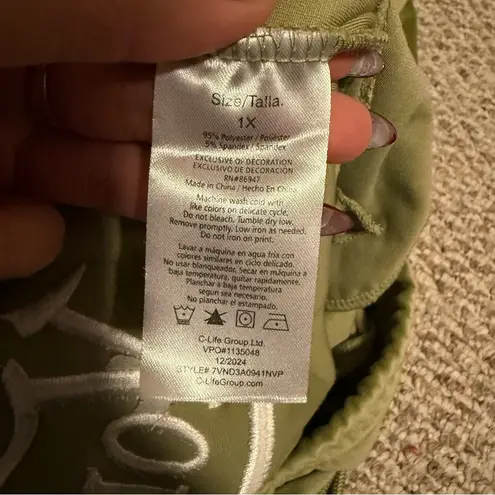 Size/Talla
1X
95% Polyester / Poliéster
5% Spandex / Spandex
EXCLUSIVE OF DECORATION
EXCLUSIVO DE DECORACIÓN
RN#86947
Made in China / Hecho En China
Machine wash cold with
like colors on delicate cycle.
Do not bleach. Tumble dry low.
Remove promptly. Low iron as needed.
Do not iron on print.
Lavar a máquina en agua fria con
colores similares en ciclo delicado.
No usar blanqueador. Secar en máquina a
baja temperatura, quitar rapidamente.
Planchar a baja temperatura
segun sea necesario.
No planchar el estampado.
C-Life Group.Ltd.
VPO#1135048
12/2024
STYLE# 7VND3A0941NVP
C-LifeGroup.com